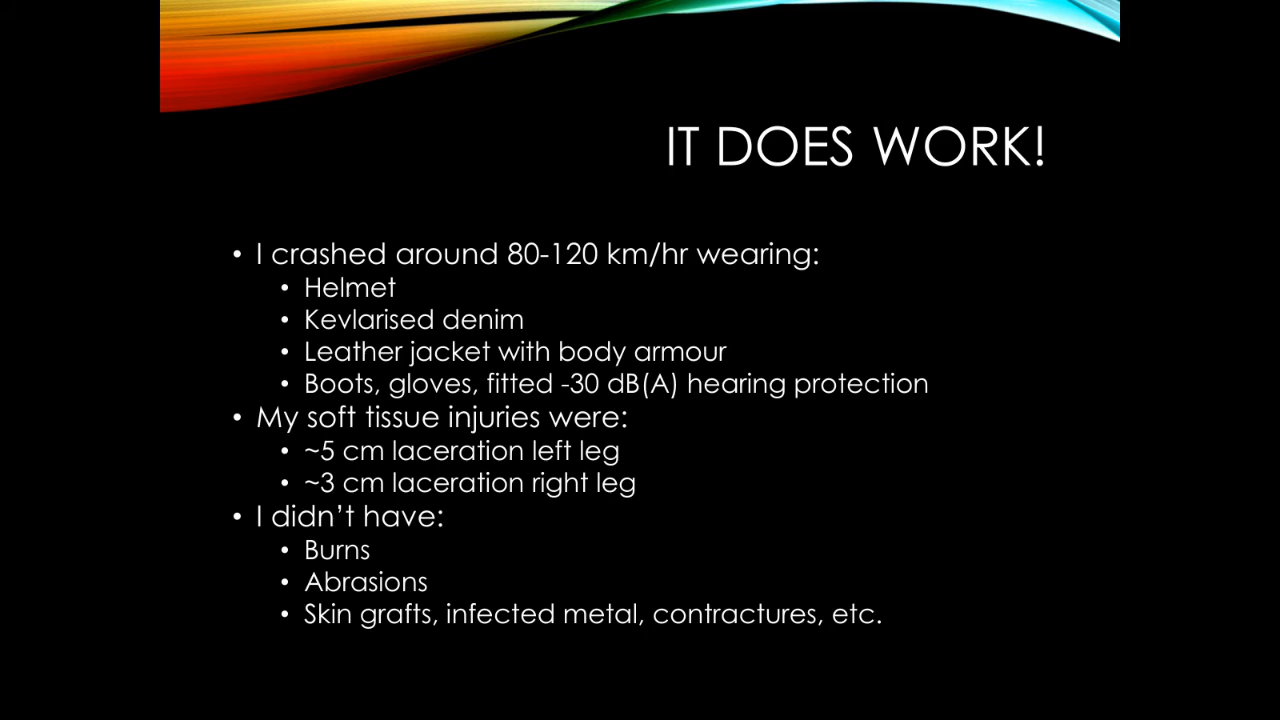 IT DOES WORK!
• I crashed around 80-120 km/hr wearing:
• Helmet
• Kevlarised denim
• Leather jacket with body armour
• Boots, gloves, fitted -30 dB(A) hearing protection
• My soft tissue injuries were:
• ~5 cm laceration left leg
• ~3 cm laceration right leg
• I didn’t have:
• Burns
• Abrasions
• Skin grafts, infected metal, contractures, etc.